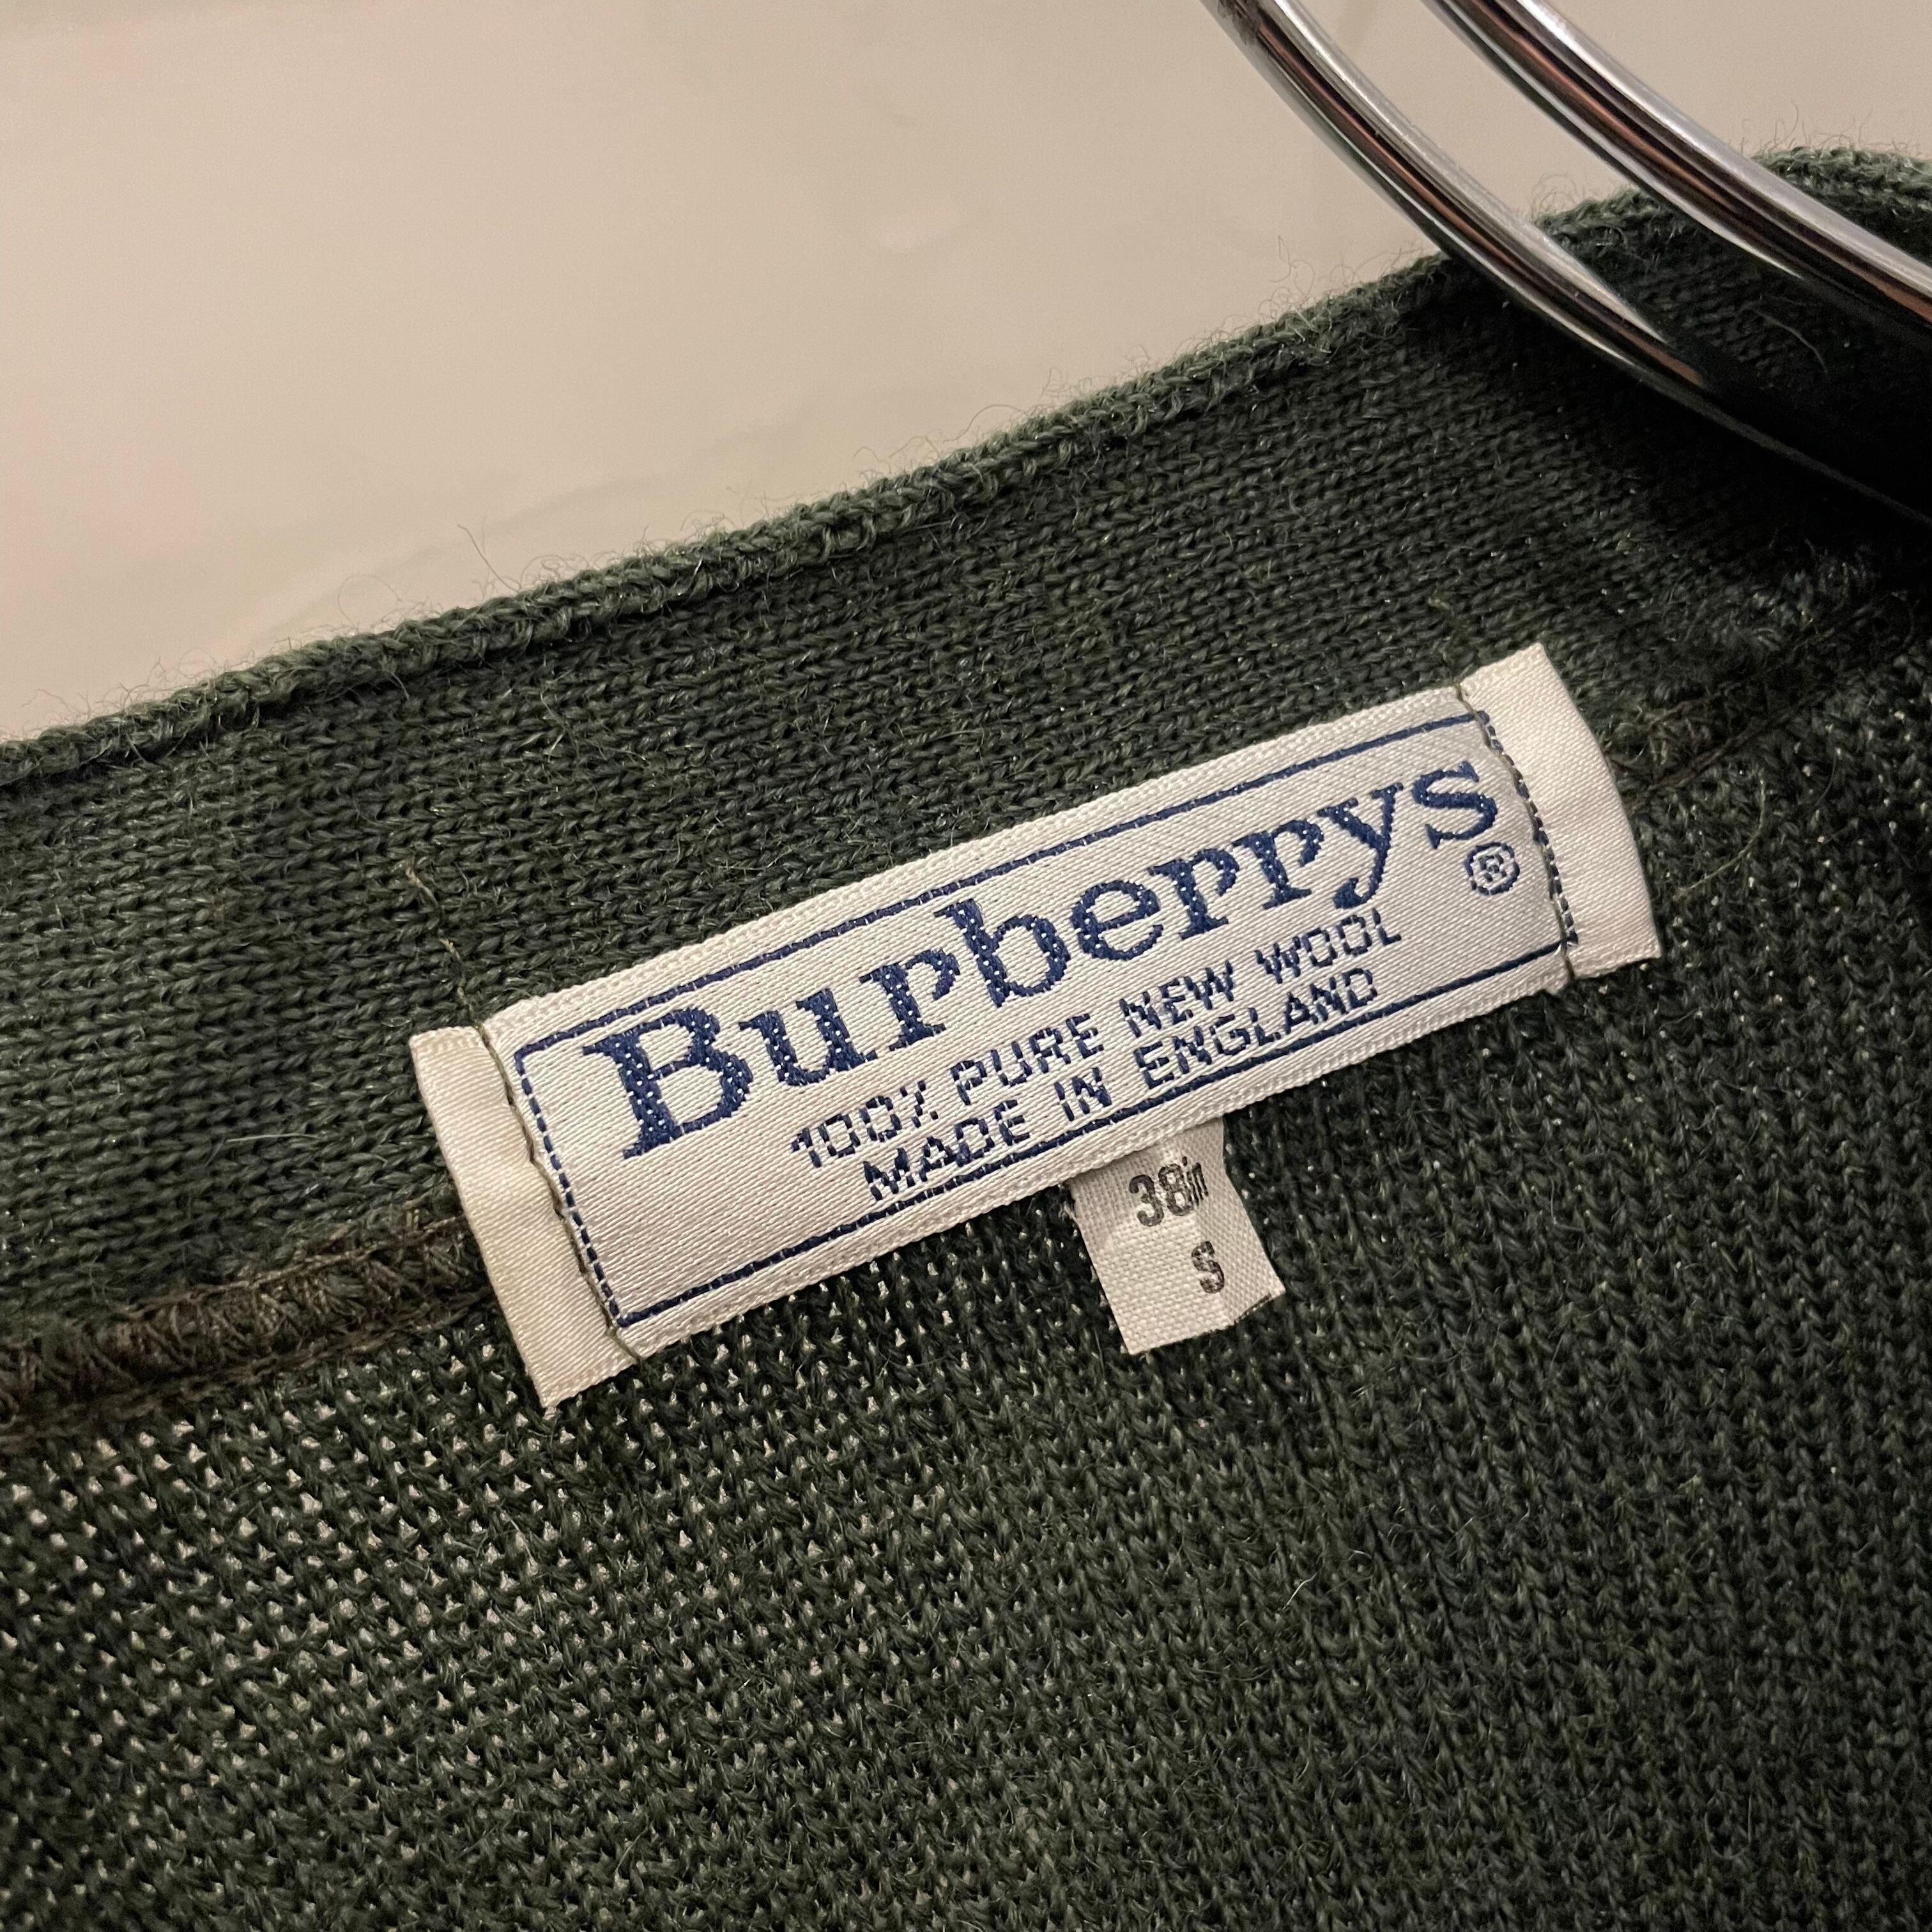 Burberrys ®
100% PURE NEW WOOL
MADE IN ENGLAND
38in
S